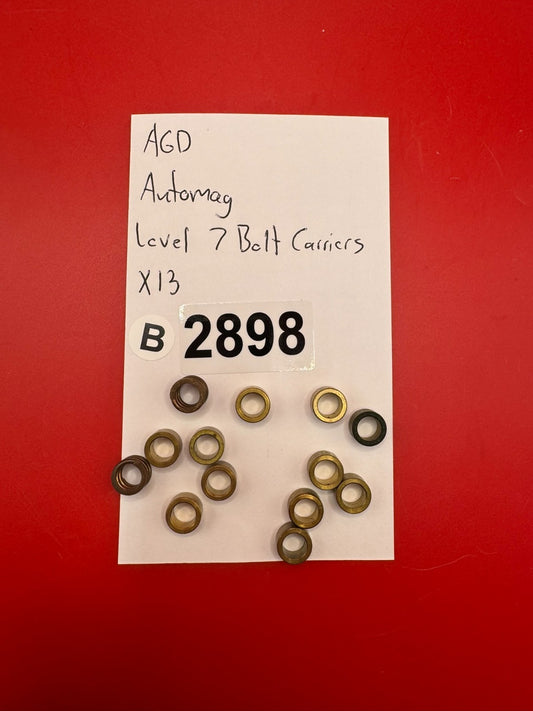 AGD
Automag
Level 7 Bolt Carriers
X13
B 2898